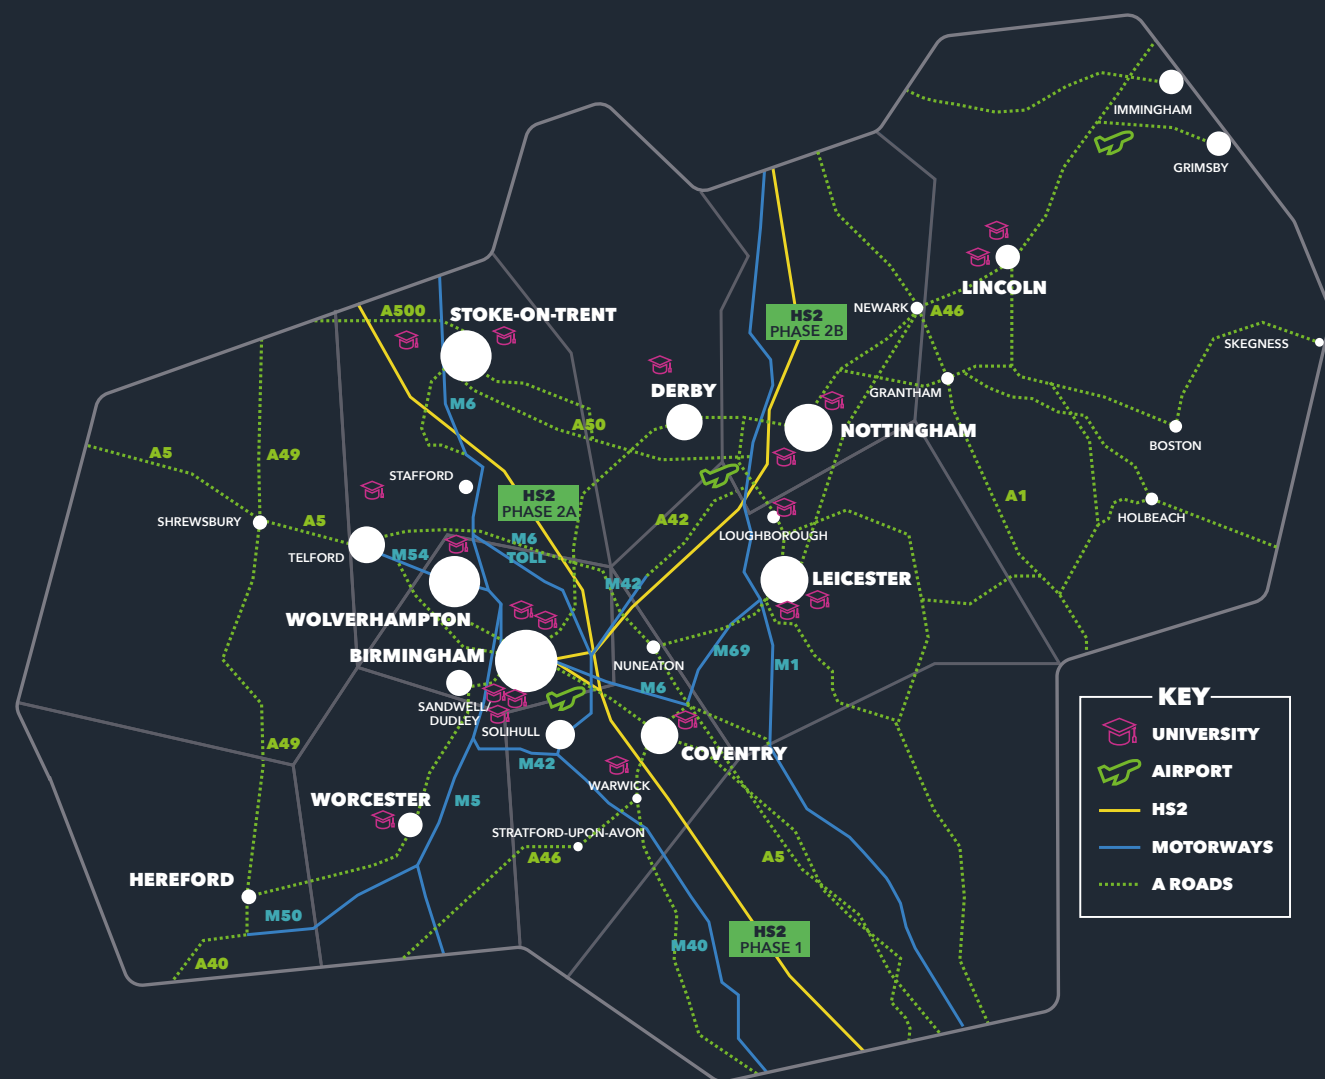 IMMINGHAM
GRIMSBY
LINCOLN
NEWARK
A46
A500
STOKE-ON-TRENT
HS2
PHASE 2B
SKEGNESS
DERBY
GRANTHAM
M6
A50
NOTTINGHAM
BOSTON
A5
A49
STAFFORD
HS2
PHASE 2A
A1
SHREWSBURY
A5
A42
HOLBEACH
TELFORD
M54
M6
TOLL
LOUGHBOROUGH
M42
LEICESTER
WOLVERHAMPTON
BIRMINGHAM
NUNEATON
M69
M1
M6
SANDWELL/
DUDLEY
SOLIHULL
COVENTRY
A49
M42
WARWICK
WORCESTER
M5
STRATFORD-UPON-AVON
A46
A5
HEREFORD
M50
A40
M40
HS2
PHASE 1
KEY
UNIVERSITY
AIRPORT
HS2
MOTORWAYS
A ROADS